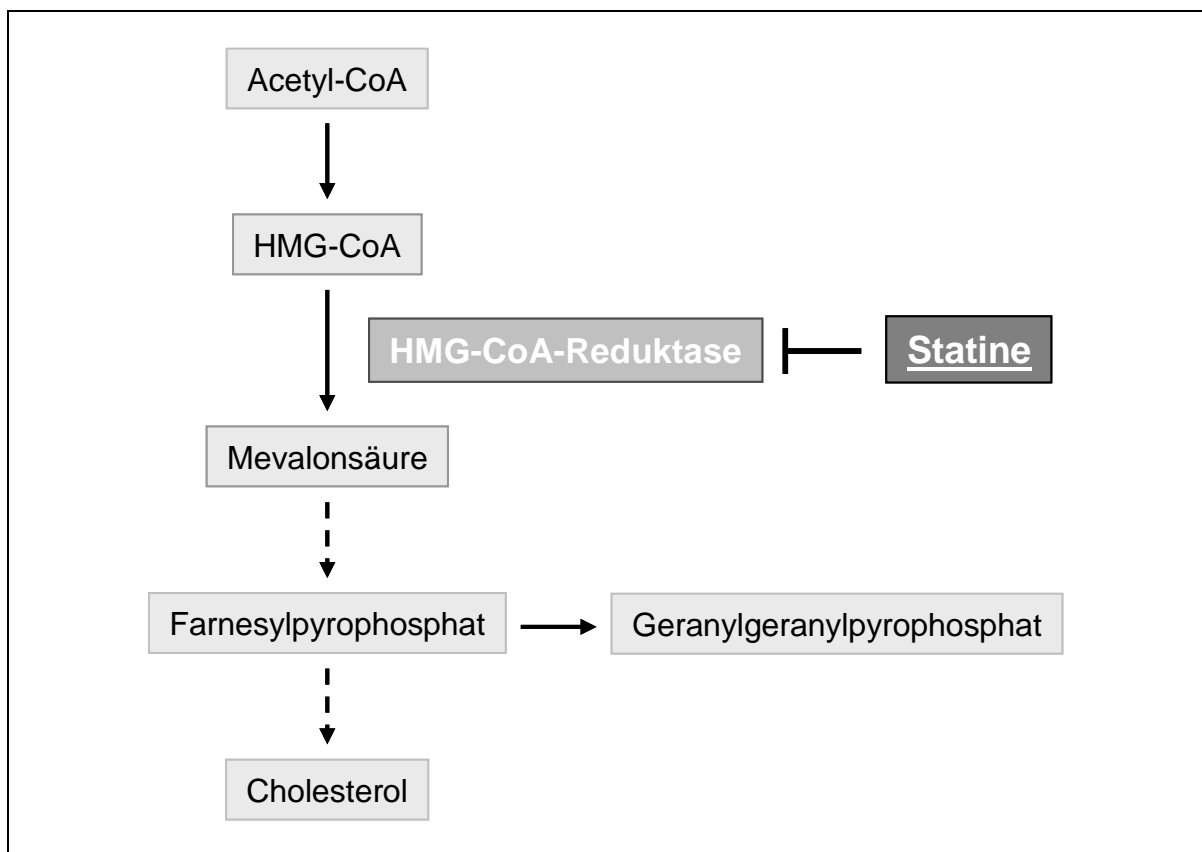 Acetyl-CoA
HMG-CoA
HMG-CoA-Reduktase
Statine
Mevalonsäure
Farnesylpyrophosphat
Geranylgeranylpyrophosphat
Cholesterol